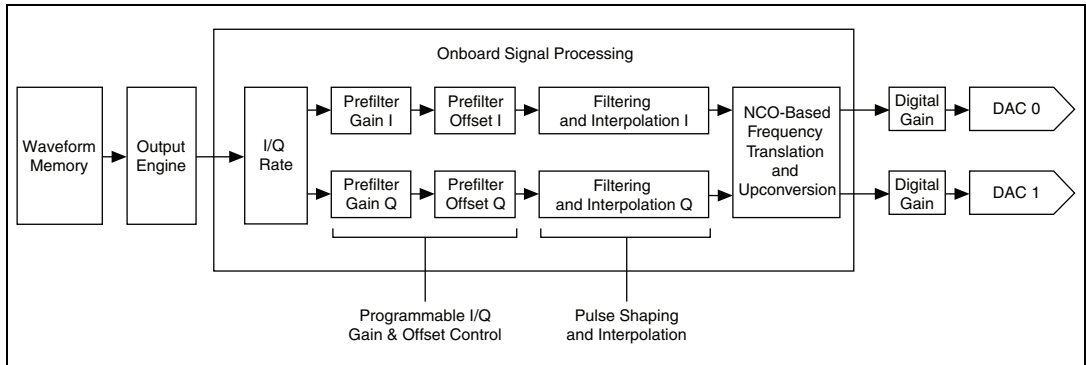 Onboard Signal Processing
Waveform
Memory
Output
Engine
I/Q
Rate
Prefilter
Gain I
Prefilter
Offset I
Filtering
and Interpolation I
Prefilter
Gain Q
Prefilter
Offset Q
Filtering
and Interpolation Q
NCO-Based
Frequency
Translation
and
Upconversion
Digital
Gain
DAC 0
Digital
Gain
DAC 1
Programmable I/Q
Gain & Offset Control
Pulse Shaping
and Interpolation